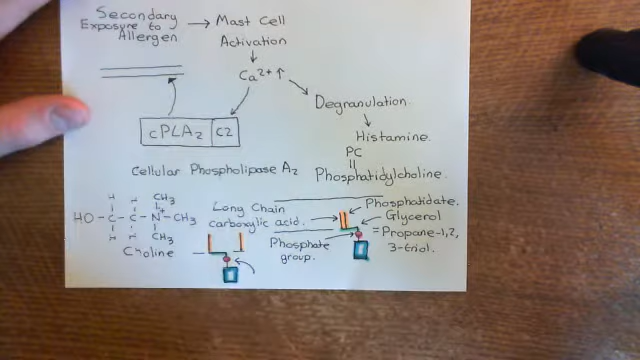 Secondary
Exposure to
Allergen
Mast Cell
Activation
Ca2+ ↑
Degranulation
Histamine.
cPLA2 C2
Cellular Phospholipase A2
PC
=
Phosphatidylcholine.
H H CH3
HO-C-C-N+-CH3
H H CH3
Choline
Long Chain
carboxylic acid.
Phosphate
group.
Phosphatidate.
Glycerol
=Propane-1,2,
3-triol.